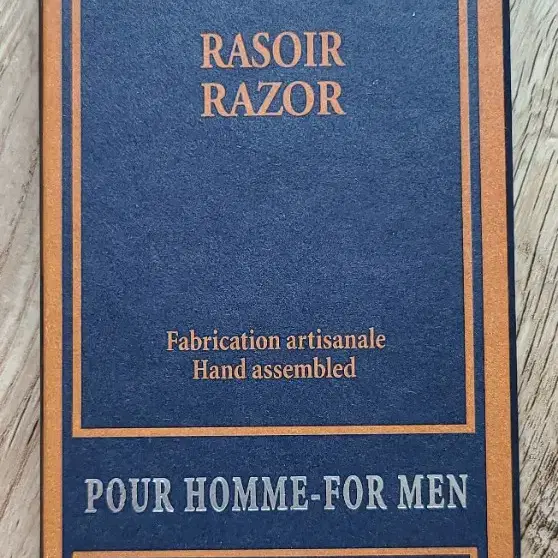 RASOIR
RAZOR
Fabrication artisanale
Hand assembled
POUR HOMME-FOR MEN